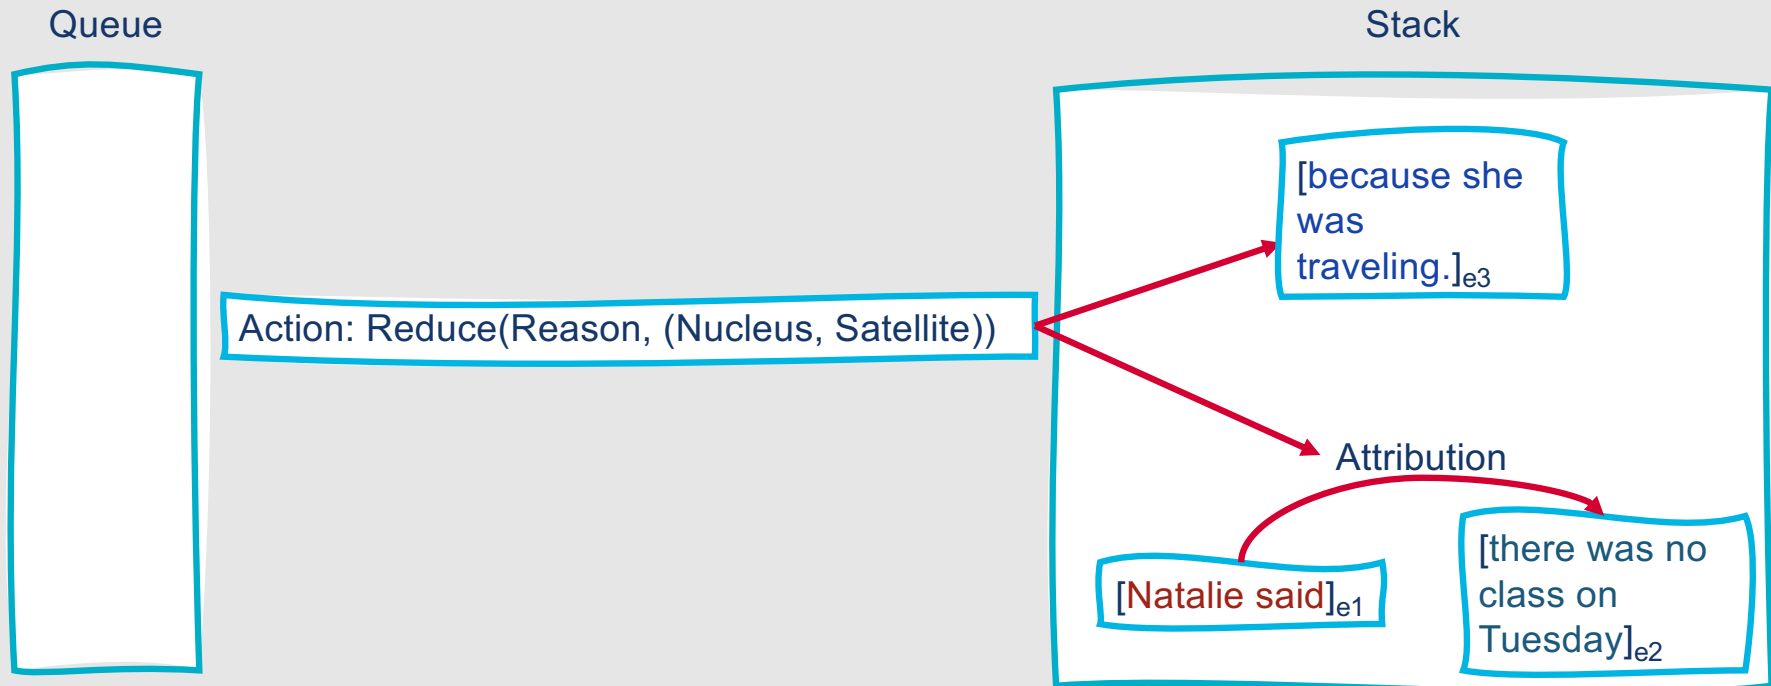 Queue
Stack
[because she
was
traveling.]e3
Action: Reduce(Reason, (Nucleus, Satellite))
Attribution
[Natalie said]e1
[there was no
class on
Tuesday]e2